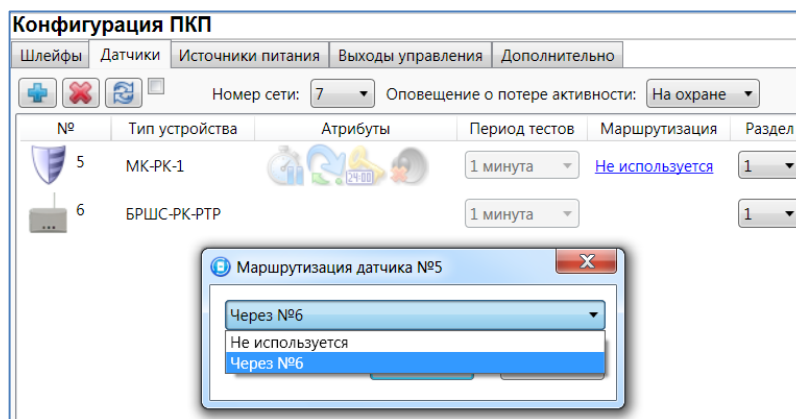 Конфигурация ПКП
Шлейфы Датчики Источники питания Выходы управления Дополнительно
Номер сети: 7 Оповещение о потере активности: На охране
№ Тип устройства Атрибуты Период тестов Маршрутизация Раздел
5 МК-РК-1 24:00 1 минута Не используется 1
6 БРШС-РК-РТР 1 минута 1
Маршрутизация датчика №5
Через №6
Не используется
Через №6